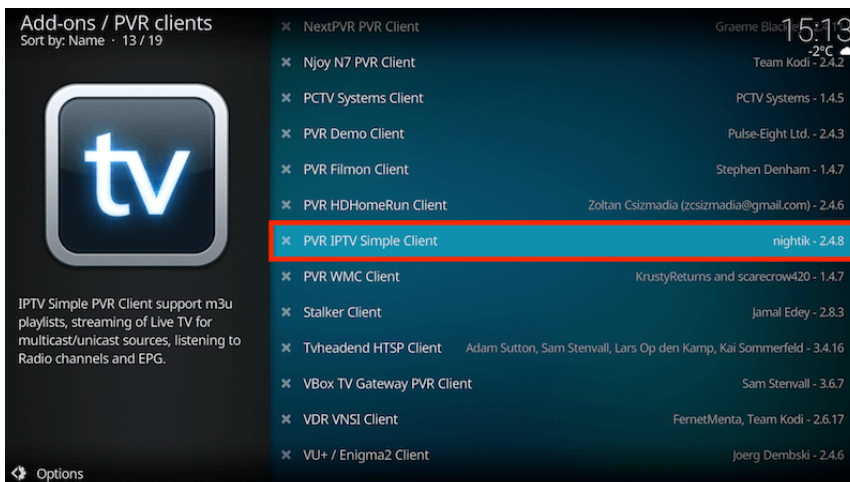 Add-ons / PVR clients
Sort by: Name · 13 / 19
15:13
-2°C
tv
IPTV Simple PVR Client support m3u
playlists, streaming of Live TV for
multicast/unicast sources, listening to
Radio channels and EPG.
Options
× NextPVR PVR Client Graeme
× Njoy N7 PVR Client Team Kodi - 2.4.2
× PCTV Systems Client PCTV Systems - 1.4.5
× PVR Demo Client Pulse-Eight Ltd. - 2.4.3
× PVR Filmon Client Stephen Denham - 1.4.7
× PVR HDHomeRun Client Zoltan Csizmadia (zcsizmadia@gmail.com) - 2.4.6
× PVR IPTV Simple Client nightik - 2.4.8
× PVR WMC Client KrustyReturns and scarecrow420 - 1.4.7
× Stalker Client Jamal Edey - 2.8.3
× Tvheadend HTSP Client Adam Sutton, Sam Stenvall, Lars Op den Kamp, Kai Sommerfeld - 3.4.16
× VBox TV Gateway PVR Client Sam Stenvall - 3.6.7
× VDR VNSI Client FernetMenta, Team Kodi - 2.6.17
× VU+ / Enigma2 Client Joerg Dembski - 2.4.6